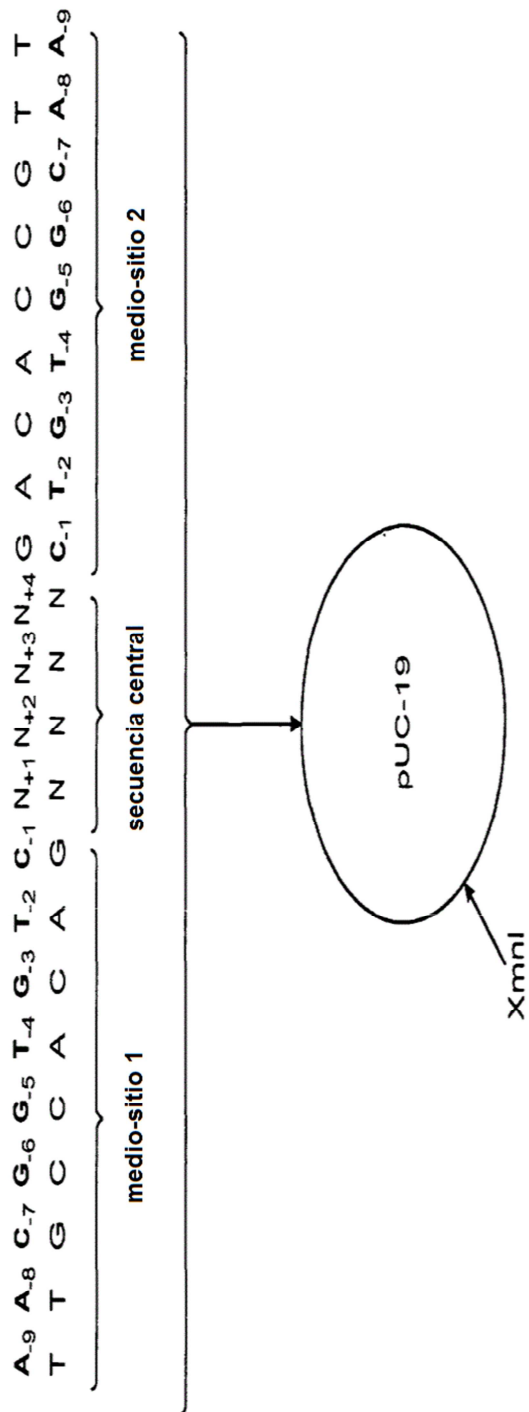 A-9 A-8 C-7 G-6 G-5 T-4 G-3 T-2 C-1 N+1 N+2 N+3 N+4 G A C A C C G T T
T T G C C A C A G N N N N C-1 T-2 G-3 T-4 G-5 G-6 C-7 A-8 A-9
medio-sitio 1 secuencia central medio-sitio 2
pUC-19
XmnI